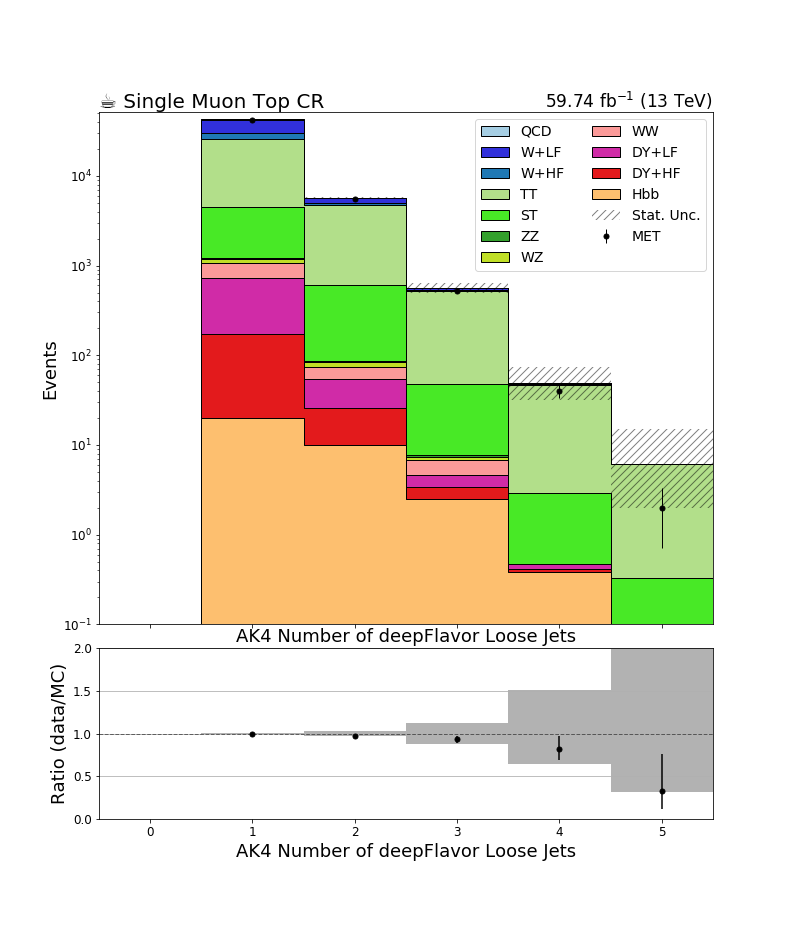 ☕ Single Muon Top CR
59.74 fb⁻¹ (13 TeV)
QCD
W+LF
W+HF
TT
ST
ZZ
WZ
WW
DY+LF
DY+HF
Hbb
Stat. Unc.
MET
Events
10⁴
10³
10²
10¹
10⁰
10⁻¹
AK4 Number of deepFlavor Loose Jets
Ratio (data/MC)
2.0
1.5
1.0
0.5
0.0
0 1 2 3 4 5
AK4 Number of deepFlavor Loose Jets